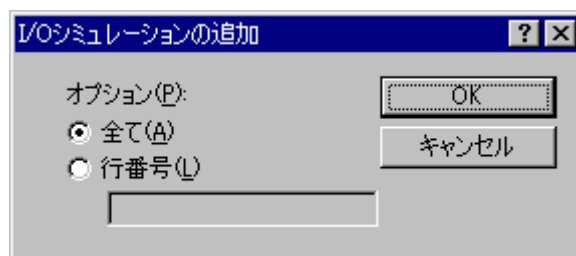 I/Oシミュレーションの追加
オプション(P):
全て(A)
行番号(L)
OK
キャンセル